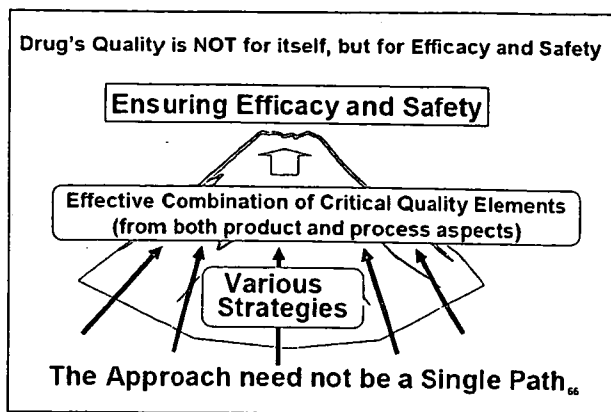 Drug's Quality is NOT for itself, but for Efficacy and Safety
Ensuring Efficacy and Safety
Effective Combination of Critical Quality Elements
(from both product and process aspects)
Various
Strategies
The Approach need not be a Single Path
66